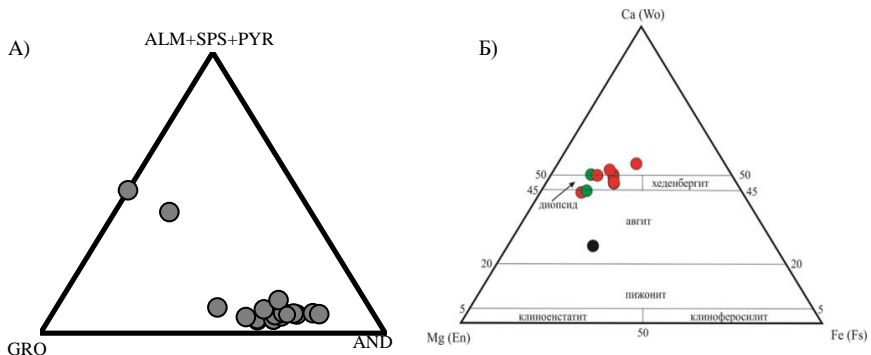 А)
ALM+SPS+PYR
GRO
AND
Б)
Ca (Wo)
50
50
45
хеденбергит
45
диопсид
авгит
20
20
пижонит
5
5
клиноенстатит
клиноферосилит
Mg (En)
50
Fe (Fs)